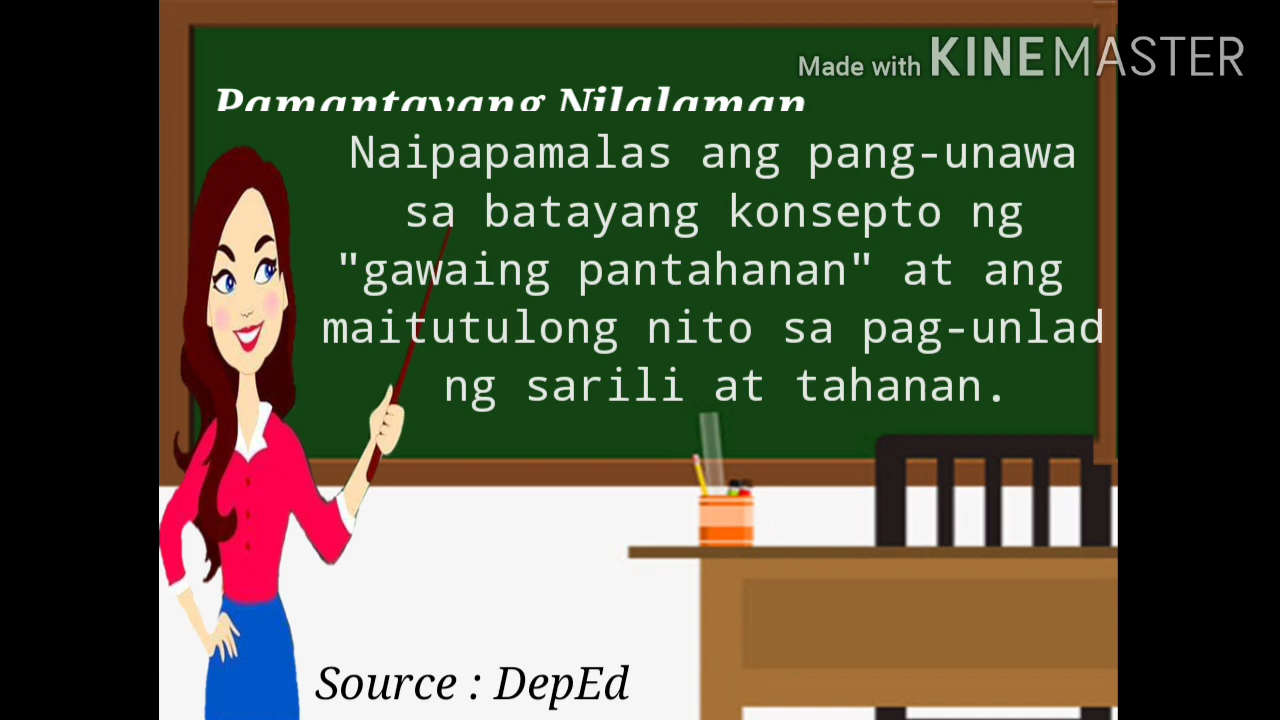 Made with KINEMASTER
Pamantayang Nilalaman
Naipapamalas ang pang-unawa
sa batayang konsepto ng
"gawaing pantahanan" at ang
maitutulong nito sa pag-unlad
ng sarili at tahanan.
Source : DepEd